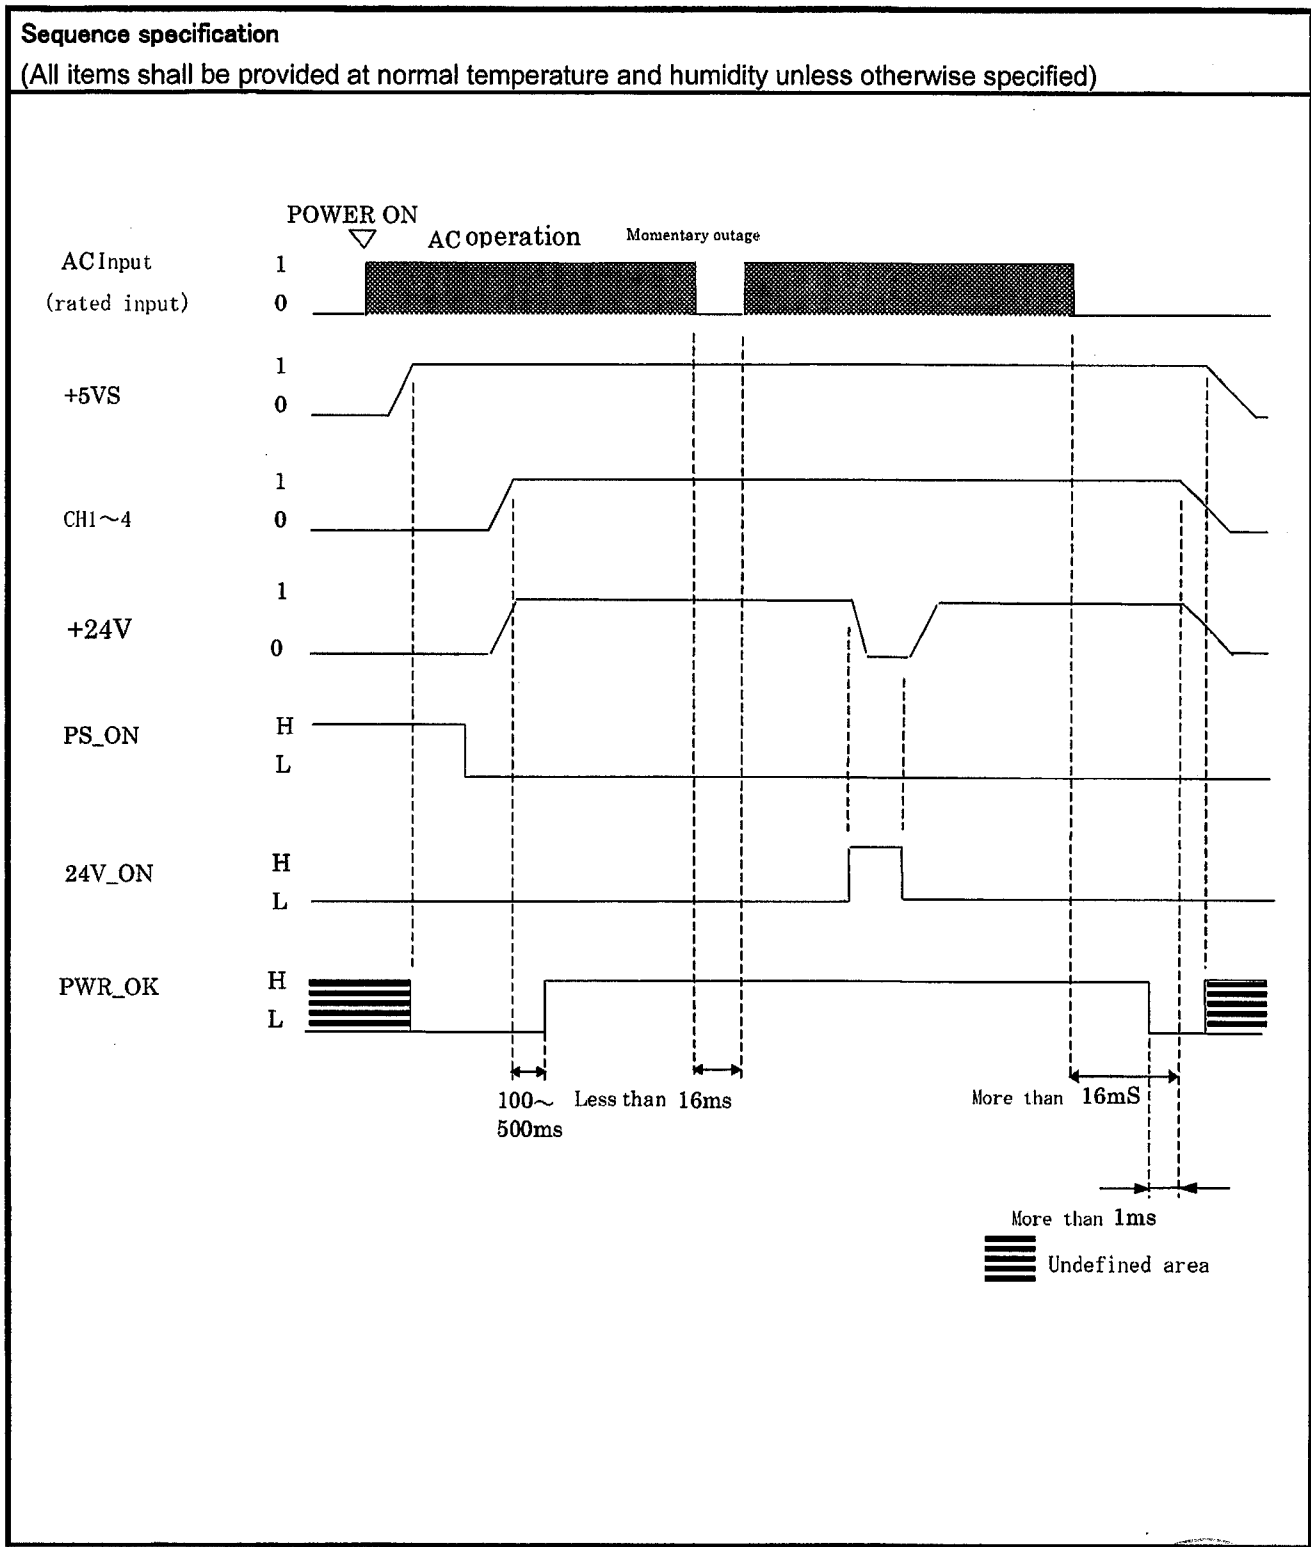 Sequence specification
(All items shall be provided at normal temperature and humidity unless otherwise specified)
POWER ON
AC operation
Momentary outage
AC Input
(rated input)
1
0
+5VS
1
0
CH1～4
1
0
+24V
1
0
PS_ON
H
L
24V_ON
H
L
PWR_OK
H
L
100～
500ms
Less than 16ms
More than 16mS
More than 1ms
Undefined area